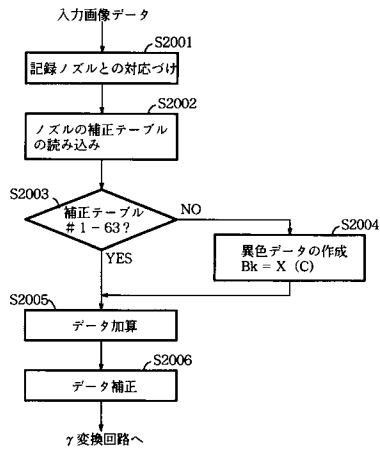 入力画像データ
S2001
記録ノズルとの対応づけ
S2002
ノズルの補正テーブル
の読み込み
S2003
補正テーブル
#1-63?
NO
S2004
異色データの作成
Bk = X (C)
YES
S2005
データ加算
S2006
データ補正
γ変換回路へ